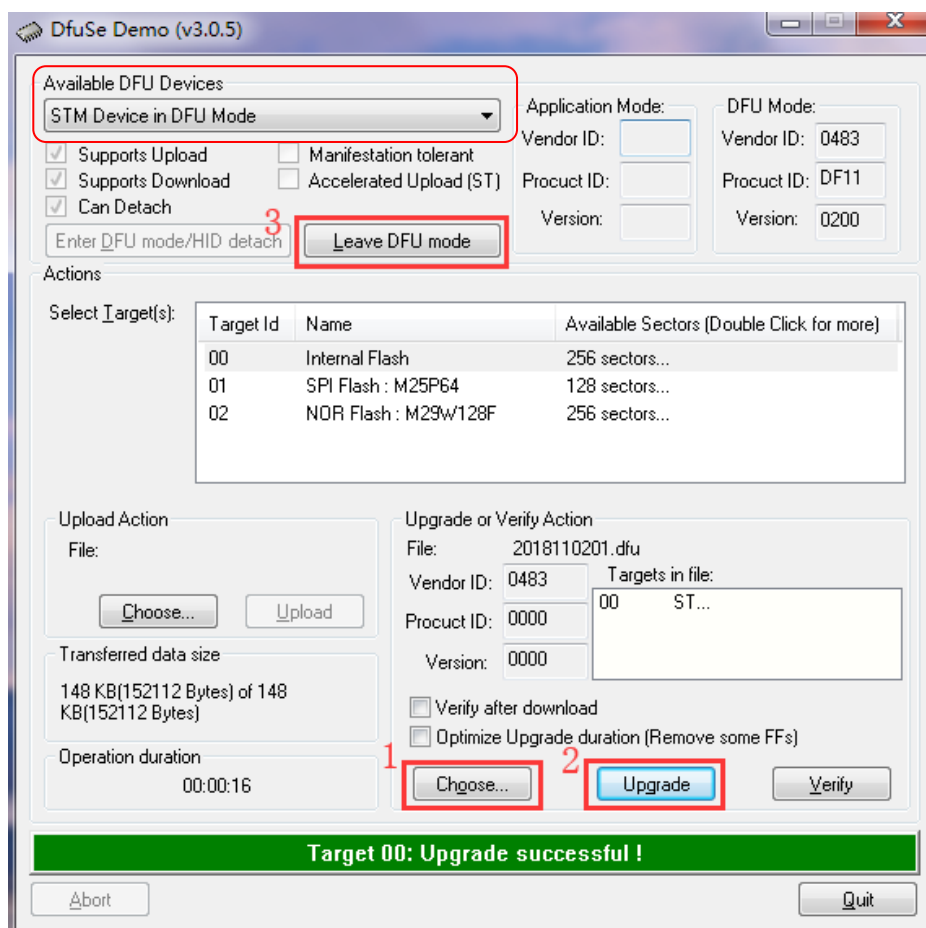 DfuSe Demo (v3.0.5)
Available DFU Devices
STM Device in DFU Mode
Supports Upload
Manifestation tolerant
Supports Download
Accelerated Upload (ST)
Can Detach
3
Enter DFU mode/HID detach
Leave DFU mode
Application Mode:
Vendor ID:
Procuct ID:
Version:
DFU Mode:
Vendor ID: 0483
Procuct ID: DF11
Version: 0200
Actions
Select Target(s):
Target Id Name Available Sectors (Double Click for more)
00 Internal Flash 256 sectors...
01 SPI Flash : M25P64 128 sectors...
02 NOR Flash : M29W128F 256 sectors...
Upload Action
File:
Choose... Upload
Transferred data size
148 KB(152112 Bytes) of 148
KB(152112 Bytes)
Operation duration
00:00:16
Upgrade or Verify Action
File: 2018110201.dfu
Vendor ID: 0483
Procuct ID: 0000
Version: 0000
Targets in file:
00 ST...
Verify after download
Optimize Upgrade duration (Remove some FFs)
1 Choose... 2 Upgrade Verify
Target 00: Upgrade successful !
Abort Quit